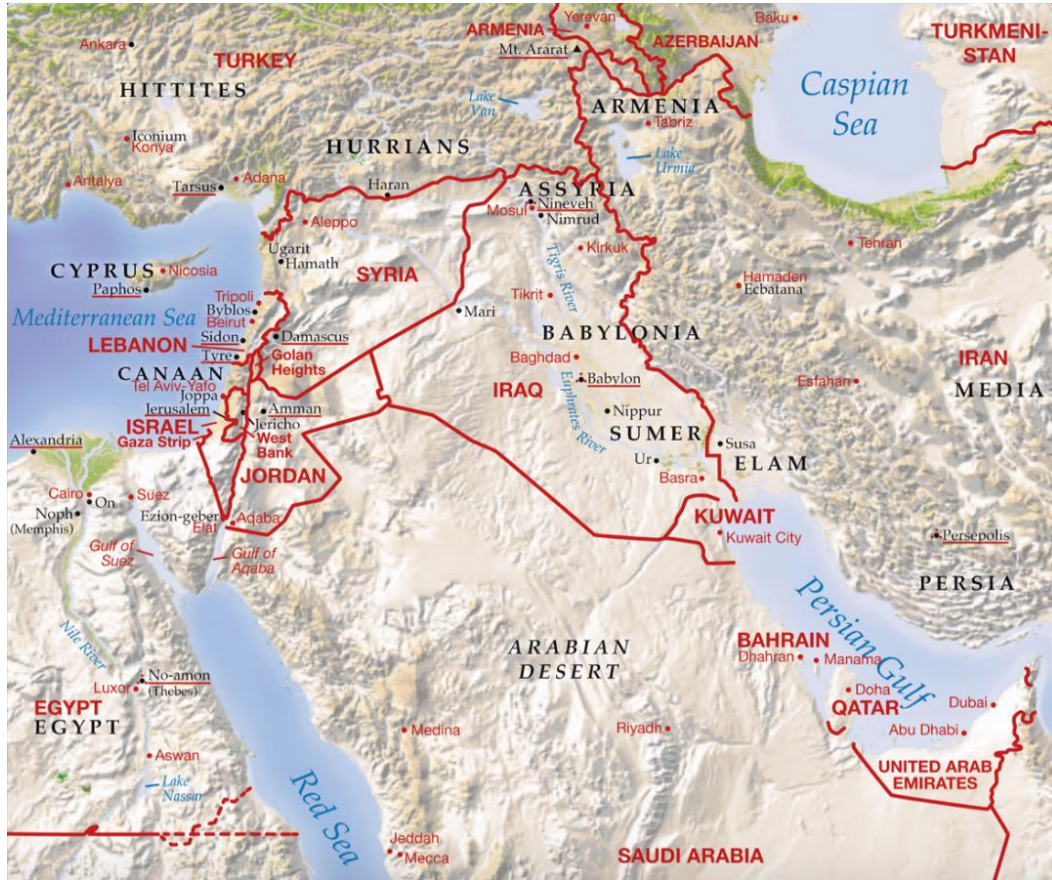 Yerevan
Baku
ARMENIA
Ankara
TURKEY
Mt. Ararat
AZERBAIJAN
TURKMENI-
STAN
HITTITES
Lake
Van
ARMENIA
Caspian
Sea
Tabriz
Iconium
Konya
HURRIANS
Lake
Urmia
Antalya
Tarsus
Adana
Haran
ASSYRIA
Nineveh
Mosul
Nimrud
Aleppo
Ugarit
Hamath
Kirkuk
Tehran
CYPRUS
Nicosia
SYRIA
Tigris River
Hamaden
Ecbatana
Paphos
Tripoli
Byblos
Beirut
Tikrit
Mari
Mediterranean Sea
Sidon
Damascus
BABYLONIA
LEBANON
Tyre
Golan
Heights
Baghdad
IRAN
CANAAN
Tel Aviv-Yafo
Joppa
IRAQ
Euphrates River
Babylon
Esfahan
MEDIA
Jerusalem
Amman
Jericho
Nippur
ISRAEL
Gaza Strip
West
Bank
SUMER
Susa
Alexandria
Ur
ELAM
JORDAN
Basra
Cairo
On
Suez
Noph
(Memphis)
Ezion-geber
Elat
Aqaba
KUWAIT
Kuwait City
Persepolis
Gulf of
Suez
Gulf of
Aqaba
PERSIA
Nile River
ARABIAN
DESERT
Persian Gulf
BAHRAIN
Dhahran
Manama
No-amon
(Thebes)
Luxor
Doha
QATAR
Dubai
EGYPT
EGYPT
Medina
Riyadh
Abu Dhabi
Aswan
Lake
Nassar
UNITED ARAB
EMIRATES
Red Sea
Jeddah
Mecca
SAUDI ARABIA